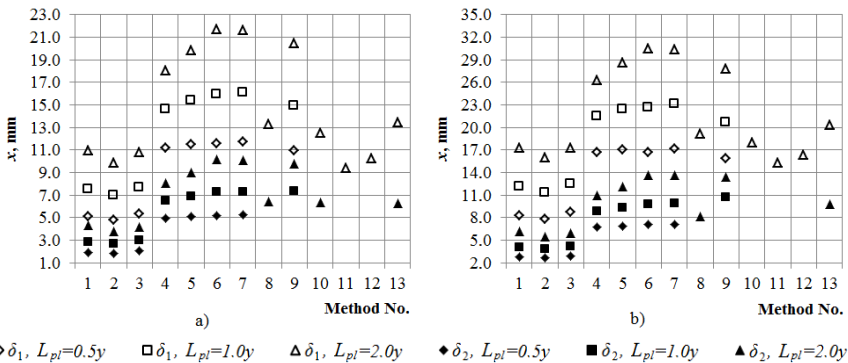 x, mm
23.0
21.0
19.0
17.0
15.0
13.0
11.0
9.0
7.0
5.0
3.0
1.0
1 2 3 4 5 6 7 8 9 10 11 12 13
Method No.
a)
x, mm
35.0
32.0
29.0
26.0
23.0
20.0
17.0
14.0
11.0
8.0
5.0
2.0
1 2 3 4 5 6 7 8 9 10 11 12 13
Method No.
b)
δ1, Lpl=0.5y δ1, Lpl=1.0y δ1, Lpl=2.0y δ2, Lpl=0.5y δ2, Lpl=1.0y δ2, Lpl=2.0y